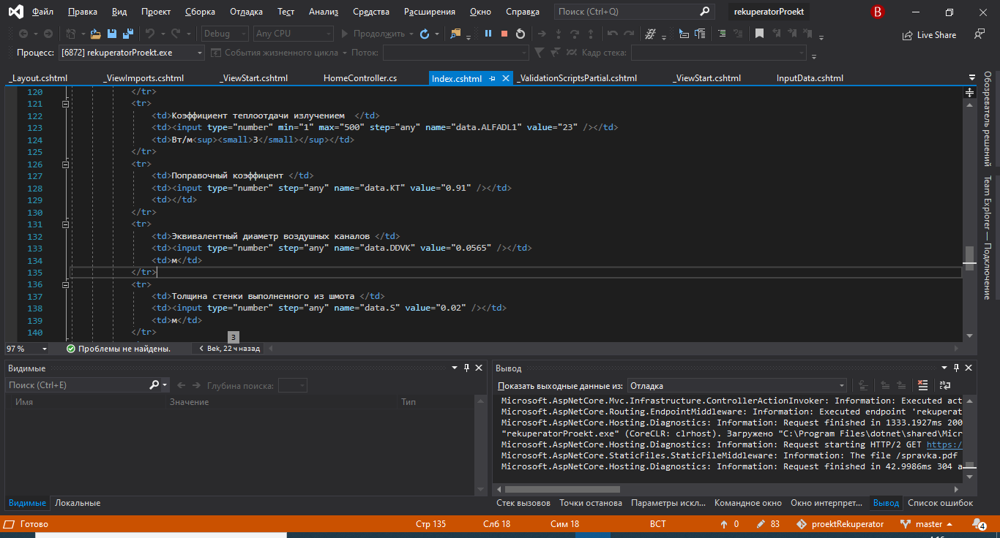 Файл Правка Вид Проект Сборка Отладка Тест Анализ Средства Расширения Окно Справка Поиск (Ctrl+Q) rekuperatorProekt B
Debug Any CPU Продолжить Live Share
Процесс: [6872] rekuperatorProekt.exe События жизненного цикла Поток: Кадр стека:
_Layout.cshtml _ViewImports.cshtml _ViewStart.cshtml HomeController.cs Index.cshtml _ValidationScriptsPartial.cshtml _ViewStart.cshtml InputData.cshtml
120 </tr>
121 <tr>
122 <td>Коэффициент теплоотдачи излучением </td>
123 <td><input type="number" min="1" max="500" step="any" name="data.ALFADL1" value="23" /></td>
124 <td>Вт/м<sup><small>3</small></sup></td>
125 </tr>
126 <tr>
127 <td>Поправочный коэффицент </td>
128 <td><input type="number" step="any" name="data.KT" value="0.91" /></td>
129 <td></td>
130 </tr>
131 <tr>
132 <td>Эквивалентный диаметр воздушных каналов </td>
133 <td><input type="number" step="any" name="data.DDVK" value="0.0565" /></td>
134 <td>м</td>
135 </tr>
136 <tr>
137 <td>Толщина стенки выполненного из шмота </td>
138 <td><input type="number" step="any" name="data.S" value="0.02" /></td>
139 <td>м</td>
140 </tr>
3
97 % Проблемы не найдены. Bek, 22 ч назад
Обозреватель решений
Team Explorer — Подключение
Видимые
Поиск (Ctrl+E) Глубина поиска:
Имя Значение Тип
Видимые Локальные
Вывод
Показать выходные данные из: Отладка
Microsoft.AspNetCore.Mvc.Infrastructure.ControllerActionInvoker: Information: Executed act
Microsoft.AspNetCore.Routing.EndpointMiddleware: Information: Executed endpoint 'rekuperat
Microsoft.AspNetCore.Hosting.Diagnostics: Information: Request finished in 1333.1927ms 200
"rekuperatorProekt.exe" (CoreCLR: clrhost). Загружено "C:\Program Files\dotnet\shared\Micr
Microsoft.AspNetCore.Hosting.Diagnostics: Information: Request starting HTTP/2 GET https:/
Microsoft.AspNetCore.StaticFiles.StaticFileMiddleware: Information: The file /spravka.pdf
Microsoft.AspNetCore.Hosting.Diagnostics: Information: Request finished in 42.9986ms 304 a
Стек вызовов Точки останова Параметры искл... Командное окно Окно интерпрет... Вывод Список ошибок
Готово Стр 135 Слб 18 Сим 18 ВСТ 0 83 proektRekuperator master 4